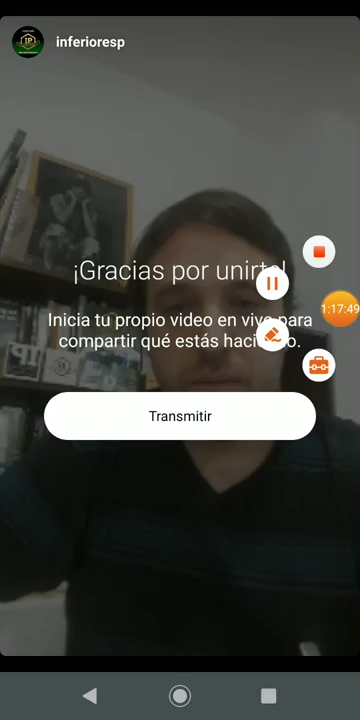 inferioresp
¡Gracias por unirte!
Inicia tu propio video en vivo para
compartir qué estás haciendo.
Transmitir
1:17:49